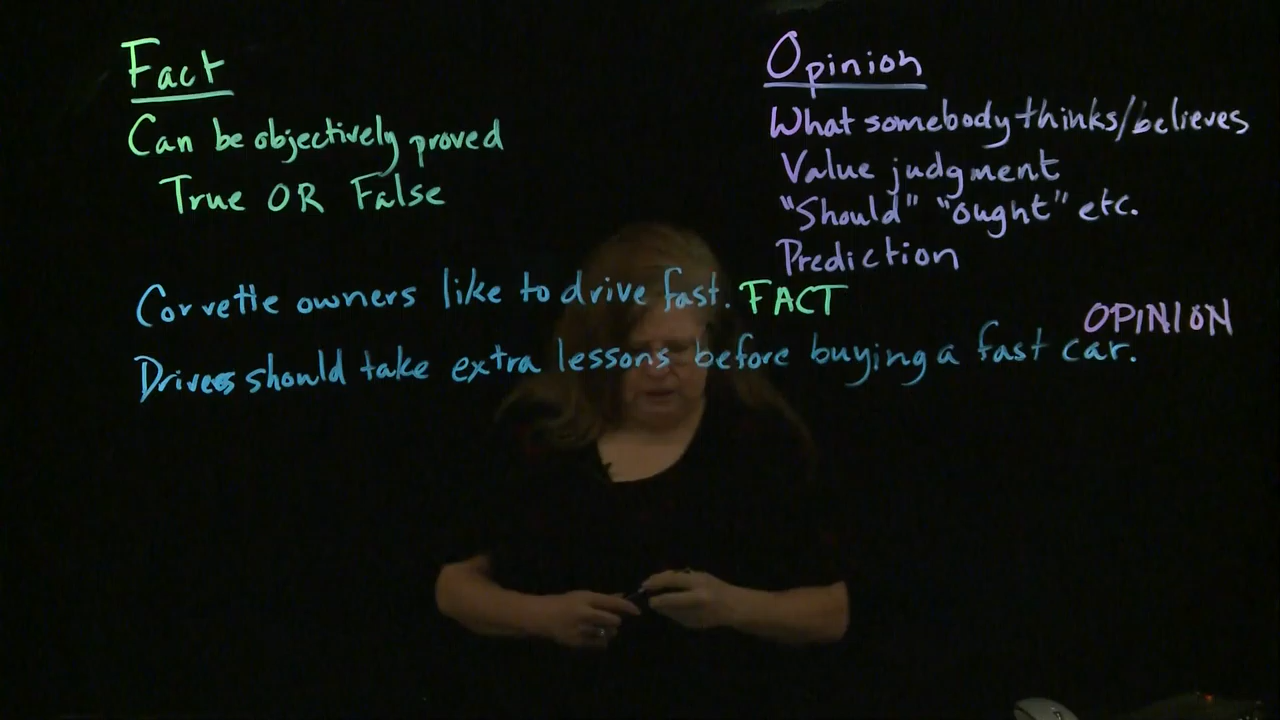 Fact
Can be objectively proved
True OR False
Opinion
What somebody thinks/believes
Value judgment
"Should" "ought" etc.
Prediction
Corvette owners like to drive fast. FACT
OPINION
Drivers should take extra lessons before buying a fast car.